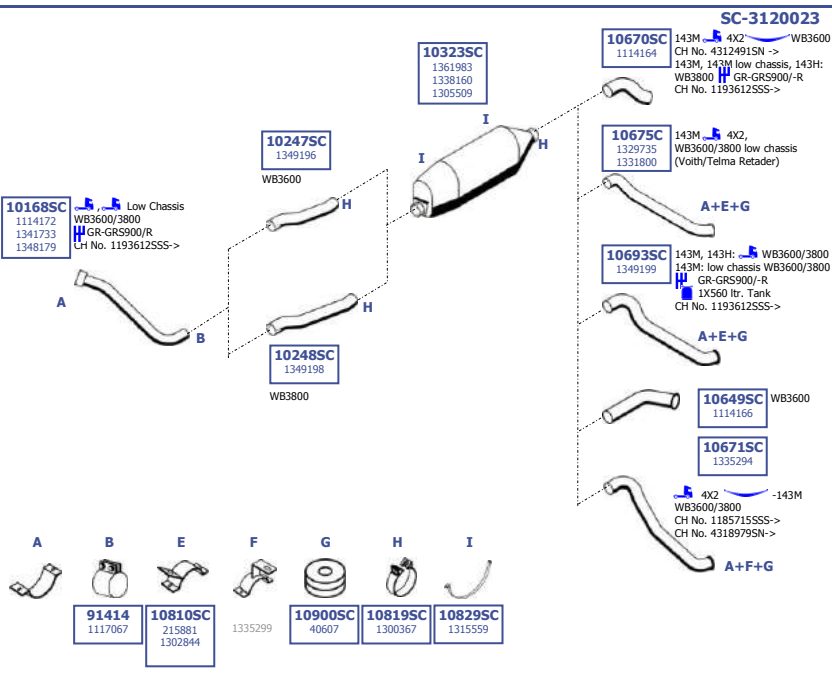 SC-3120023
10670SC
1114164
143M 4X2 WB3600
CH No. 4312491SN ->
143M, 143M low chassis, 143H:
WB3800 GR-GRS900/-R
CH No. 1193612SSS->
10323SC
1361983
1338160
1305509
I
I
H
10247SC
1349196
WB3600
H
10675C
1329735
1331800
143M 4X2,
WB3600/3800 low chassis
(Voith/Telma Retader)
A+E+G
10168SC
1114172
1341733
1348179
, Low Chassis
WB3600/3800
GR-GRS900/R
CH No. 1193612SSS->
A
B
H
10248SC
1349198
WB3800
10693SC
1349199
143M, 143H: WB3600/3800
143M: low chassis WB3600/3800
GR-GRS900/-R
1X560 ltr. Tank
CH No. 1193612SSS->
A+E+G
10649SC
1114166
WB3600
10671SC
1335294
4X2 -143M
WB3600/3800
CH No. 1185715SSS->
CH No. 4318979SN->
A+F+G
A B E F G H I
91414
1117067
10810SC
215881
1302844
1335299
10900SC
40607
10819SC
1300367
10829SC
1315559